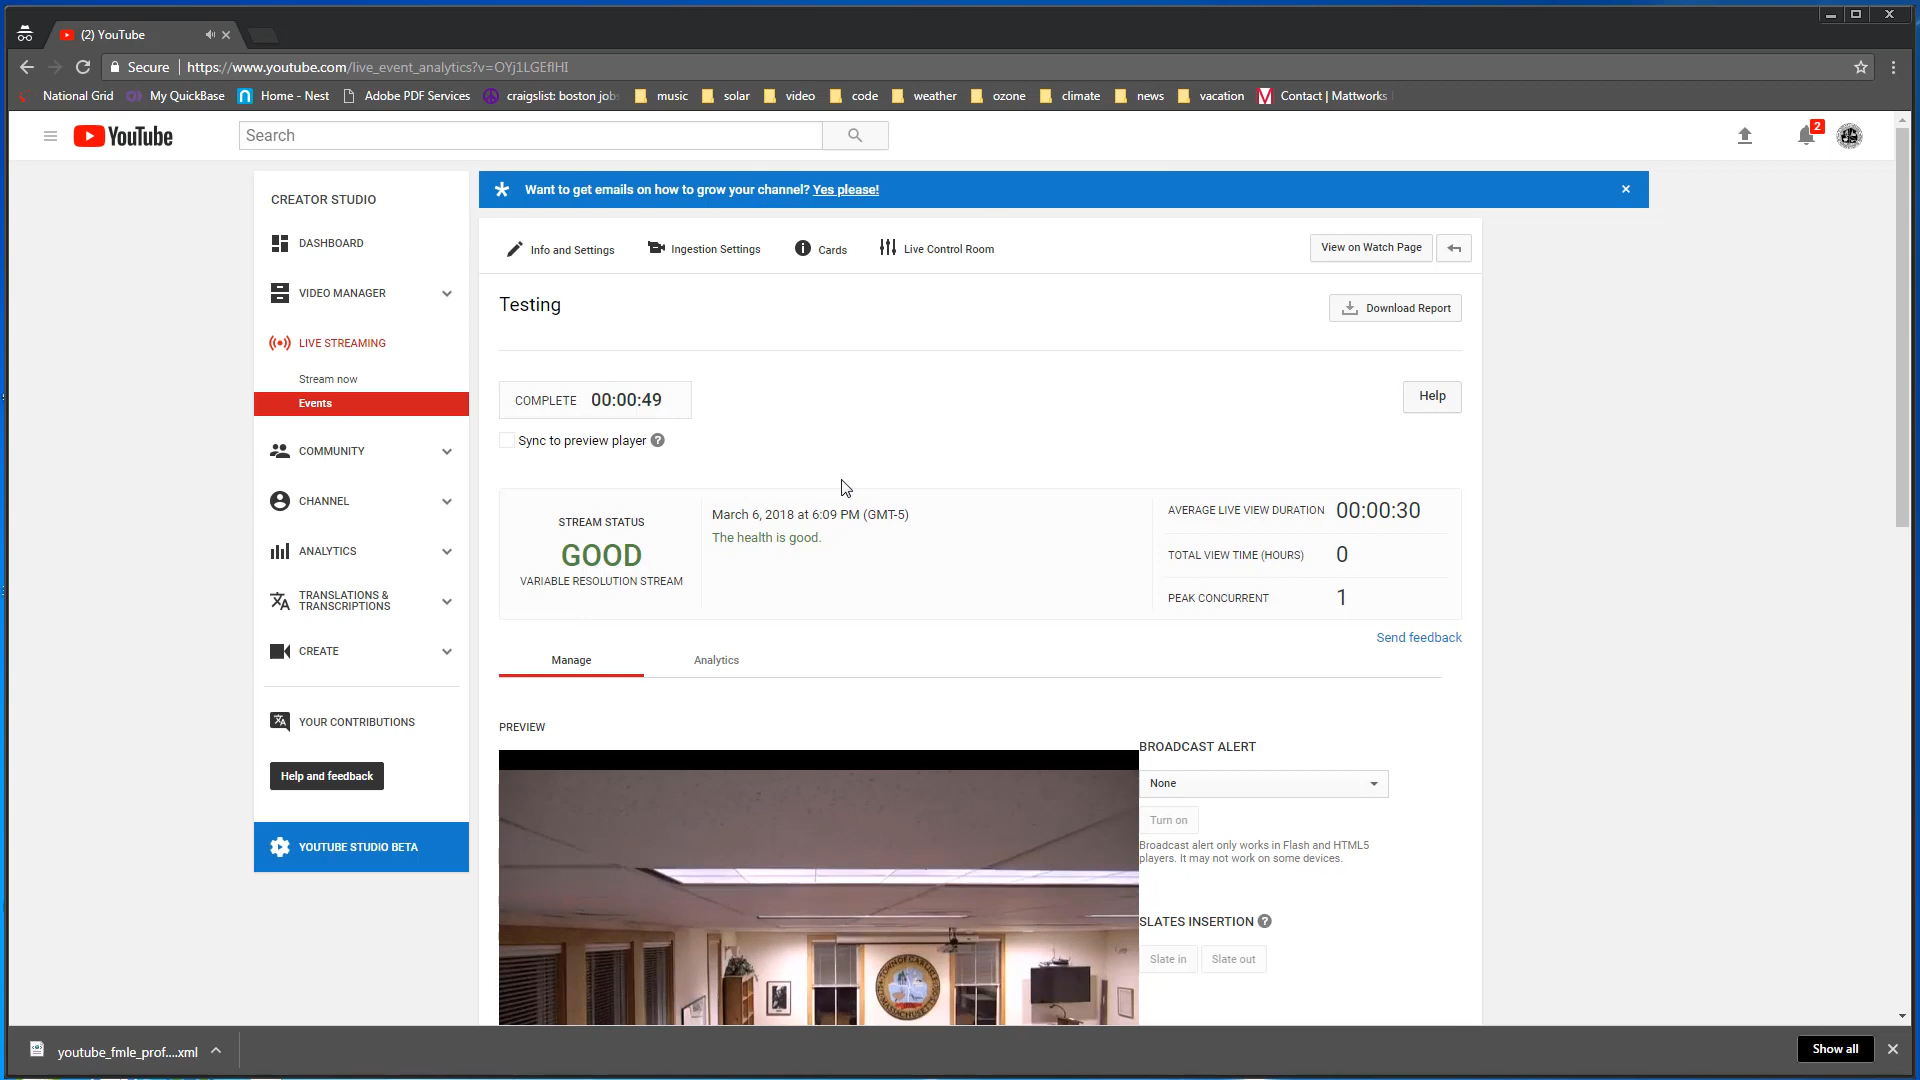 (2) YouTube
Secure https://www.youtube.com/live_event_analytics?v=OYj1LGEflHI
National Grid My QuickBase Home - Nest Adobe PDF Services craigslist: boston jobs music solar video code weather ozone climate news vacation Contact | Mattworks
YouTube Search 2
CREATOR STUDIO
DASHBOARD
VIDEO MANAGER
LIVE STREAMING
Stream now
Events
COMMUNITY
CHANNEL
ANALYTICS
TRANSLATIONS &
TRANSCRIPTIONS
CREATE
YOUR CONTRIBUTIONS
Help and feedback
YOUTUBE STUDIO BETA
Want to get emails on how to grow your channel? Yes please!
Info and Settings Ingestion Settings Cards Live Control Room View on Watch Page
Testing Download Report
COMPLETE 00:00:49 Help
Sync to preview player ?
STREAM STATUS
GOOD
VARIABLE RESOLUTION STREAM
March 6, 2018 at 6:09 PM (GMT-5)
The health is good.
AVERAGE LIVE VIEW DURATION 00:00:30
TOTAL VIEW TIME (HOURS) 0
PEAK CONCURRENT 1
Send feedback
Manage Analytics
PREVIEW
BROADCAST ALERT
None
Turn on
Broadcast alert only works in Flash and HTML5
players. It may not work on some devices.
SLATES INSERTION ?
Slate in Slate out
youtube_fmle_prof....xml Show all